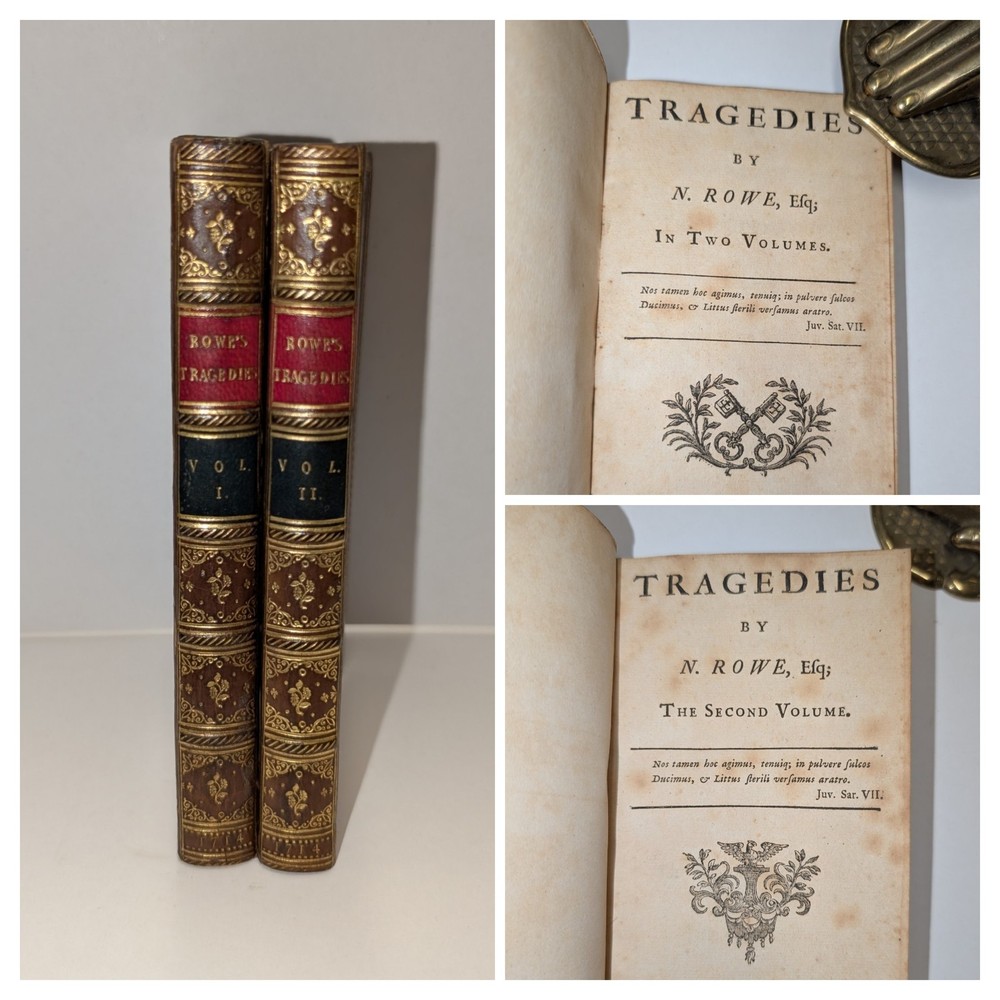 ROWE'S
TRAGEDIES
VOL.
I.
1714
ROWE'S
TRAGEDIES
VOL.
II.
1714
TRAGEDIES
BY
N. ROWE, Eſq;
IN TWO VOLUMES.
Nos tamen hoc agimus, tenuiq; in pulvere ſulcos
Ducimus, & Littus ſterili verſamus aratro.
Juv. Sat. VII.
TRAGEDIES
BY
N. ROWE, Eſq;
THE SECOND VOLUME.
Nos tamen hoc agimus, tenuiq; in pulvere ſulcos
Ducimus, & Littus ſterili verſamus aratro.
Juv. Sar. VII.